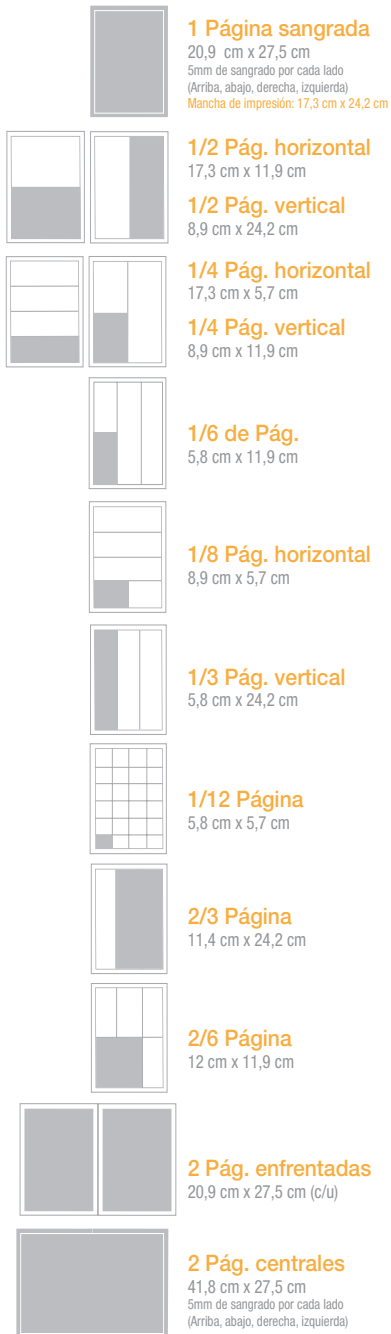 1 Página sangrada
20,9 cm x 27,5 cm
5mm de sangrado por cada lado
(Arriba, abajo, derecha, izquierda)
Mancha de impresión: 17,3 cm x 24,2 cm
1/2 Pág. horizontal
17,3 cm x 11,9 cm
1/2 Pág. vertical
8,9 cm x 24,2 cm
1/4 Pág. horizontal
17,3 cm x 5,7 cm
1/4 Pág. vertical
8,9 cm x 11,9 cm
1/6 de Pág.
5,8 cm x 11,9 cm
1/8 Pág. horizontal
8,9 cm x 5,7 cm
1/3 Pág. vertical
5,8 cm x 24,2 cm
1/12 Página
5,8 cm x 5,7 cm
2/3 Página
11,4 cm x 24,2 cm
2/6 Página
12 cm x 11,9 cm
2 Pág. enfrentadas
20,9 cm x 27,5 cm (c/u)
2 Pág. centrales
41,8 cm x 27,5 cm
5mm de sangrado por cada lado
(Arriba, abajo, derecha, izquierda)